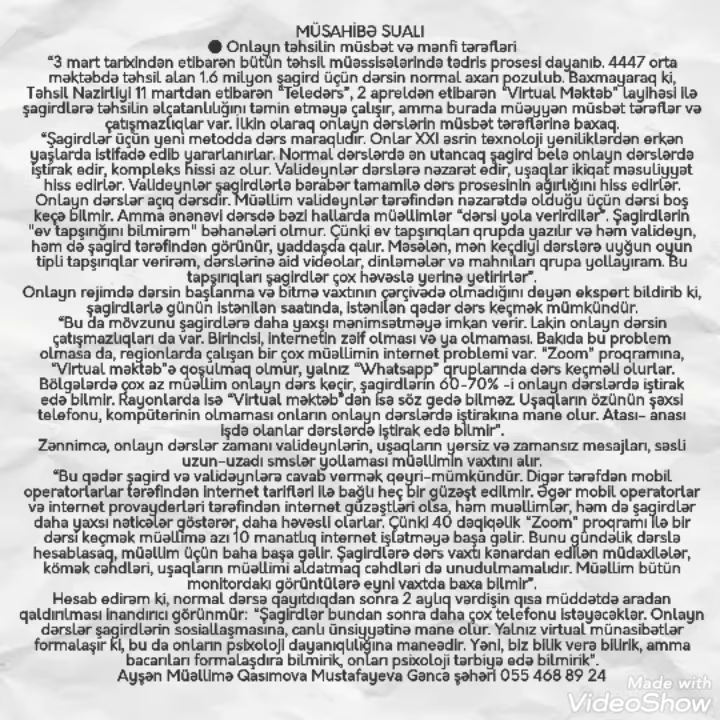 MÜSAHİBƏ SUALI
● Onlayn təhsilin müsbət və mənfi tərəfləri
"3 mart tarixindən etibarən bütün təhsil müəssisələrində tədris prosesi dayanıb. 4447 orta
məktəbdə təhsil alan 1.6 milyon şagird üçün dərsin normal axarı pozulub. Baxmayaraq ki,
Təhsil Nazirliyi 11 martdan etibarən "Teledərs", 2 apreldən etibarən "Virtual Məktəb" layihəsi ilə
şagirdlərə təhsilin əlçatanlılığını təmin etməyə çalışır, amma burada müəyyən müsbət tərəflər və
çatışmazlıqlar var. İlkin olaraq onlayn dərslərin müsbət tərəflərinə baxaq.
"Şagirdlər üçün yeni metodda dərs maraqlıdır. Onlar XXI əsrin texnoloji yeniliklərdən erkən
yaşlarda istifadə edib yararlanırlar. Normal dərslərdə ən utancaq şagird belə onlayn dərslərdə
iştirak edir, kompleks hissi az olur. Valideynlər dərslərə nəzarət edir, uşaqlar ikiqat məsuliyyət
hiss edirlər. Valideynlər şagirdlərlə bərabər tamamilə dərs prosesinin ağırlığını hiss edirlər.
Onlayn dərslər açıq dərsdir. Müəllim valideynlər tərəfindən nəzarətdə olduğu üçün dərsi boş
keçə bilmir. Amma ənənəvi dərsdə bəzi hallarda müəllimlər "dərsi yola verirdilər". Şagirdlərin
"ev tapşırığını bilmirəm" bəhanələri olmur. Çünki ev tapşırıqları qrupda yazılır və həm valideyn,
həm də şagird tərəfindən görünür, yaddaşda qalır. Məsələn, mən keçdiyi dərslərə uyğun oyun
tipli tapşırıqlar verirəm, dərslərinə aid videolar, dinləmələr və mahnıları qrupa yollayıram. Bu
tapşırıqları şagirdlər çox həvəslə yerinə yetirirlər".
Onlayn rejimdə dərsin başlanma və bitmə vaxtının çərçivədə olmadığını deyən ekspert bildirib ki,
şagirdlərlə günün istənilən saatında, istənilən qədər dərs keçmək mümkündür.
"Bu da mövzunu şagirdlərə daha yaxşı mənimsətməyə imkan verir. Lakin onlayn dərsin
çatışmazlıqları da var. Birincisi, internetin zəif olması və ya olmaması. Bakıda bu problem
olmasa da, regionlarda çalışan bir çox müəllimin internet problemi var. "Zoom" proqramına,
"Virtual məktəb"ə qoşulmaq olmur, yalnız "Whatsapp" qruplarında dərs keçməli olurlar.
Bölgələrdə çox az müəllim onlayn dərs keçir, şagirdlərin 60-70% -i onlayn dərslərdə iştirak
edə bilmir. Rayonlarda isə "Virtual məktəb"dən isə söz gedə bilməz. Uşaqların özünün şəxsi
telefonu, kompüterinin olmaması onların onlayn dərslərdə iştirakına mane olur. Atası- anası
işdə olanlar dərslərdə iştirak edə bilmir".
Zənnimcə, onlayn dərslər zamanı valideynlərin, uşaqların yersiz və zamansız mesajları, səsli
uzun-uzadı smslər yollaması müəllimin vaxtını alır.
"Bu qədər şagird və valideynlərə cavab vermək qeyri-mümkündür. Digər tərəfdən mobil
operatorlarlar tərəfindən internet tarifləri ilə bağlı heç bir güzəşt edilmir. Əgər mobil operatorlar
və internet provayderləri tərəfindən internet güzəştləri olsa, həm müəllimlər, həm də şagirdlər
daha yaxsı nəticələr göstərər, daha həvəsli olarlar. Çünki 40 dəqiqəlik "Zoom" proqramı ilə bir
dərsi keçmək müəllimə azı 10 manatlıq internet işlətməyə başa gəlir. Bunu gündəlik dərslə
hesablasaq, müəllim üçün baha başa gəlir. Şagirdlərə dərs vaxtı kənardan edilən müdaxilələr,
kömək cəhdləri, uşaqların müəllimi aldatmaq cəhdləri də unudulmamalıdır. Müəllim bütün
monitordakı görüntülərə eyni vaxtda baxa bilmir".
Hesab edirəm ki, normal dərsə qayıtdıqdan sonra 2 aylıq vərdişin qısa müddətdə aradan
qaldırılması inandırıcı görünmür: "Şagirdlər bundan sonra daha çox telefonu istəyəcəklər. Onlayn
dərslər şagirdlərin sosiallaşmasına, canlı ünsiyyətinə mane olur. Yalnız virtual münasibətlər
formalaşır ki, bu da onların psixoloji dayanıqlılığına maneədir. Yəni, biz bilik verə bilirik, amma
bacarıları formalaşdıra bilmirik, onları psixoloji tərbiyə edə bilmirik".
Ayşən Müəllimə Qasımova Mustafayeva Gəncə şəhəri 055 468 89 24
Made with
VideoShow